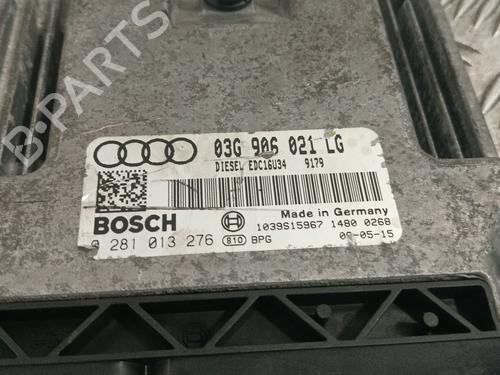 03G 906 021 LG
DIESEL EDC16U34 9179
BOSCH
Made in Germany
1039S15967 1480 0268
0 281 013 276 810 BPG
08-05-15
B-PARTS